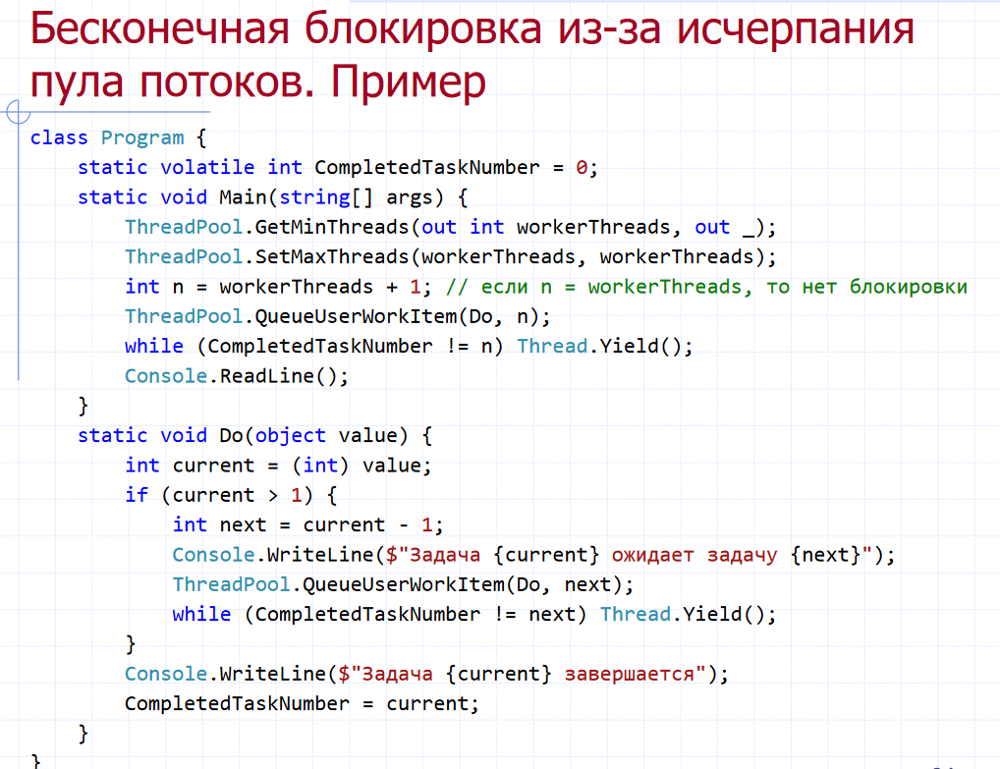 Бесконечная блокировка из-за исчерпания
пула потоков. Пример
class Program {
    static volatile int CompletedTaskNumber = 0;
    static void Main(string[] args) {
        ThreadPool.GetMinThreads(out int workerThreads, out _);
        ThreadPool.SetMaxThreads(workerThreads, workerThreads);
        int n = workerThreads + 1; // если n = workerThreads, то нет блокировки
        ThreadPool.QueueUserWorkItem(Do, n);
        while (CompletedTaskNumber != n) Thread.Yield();
        Console.ReadLine();
    }
    static void Do(object value) {
        int current = (int) value;
        if (current > 1) {
            int next = current - 1;
            Console.WriteLine($"Задача {current} ожидает задачу {next}");
            ThreadPool.QueueUserWorkItem(Do, next);
            while (CompletedTaskNumber != next) Thread.Yield();
        }
        Console.WriteLine($"Задача {current} завершается");
        CompletedTaskNumber = current;
    }
}